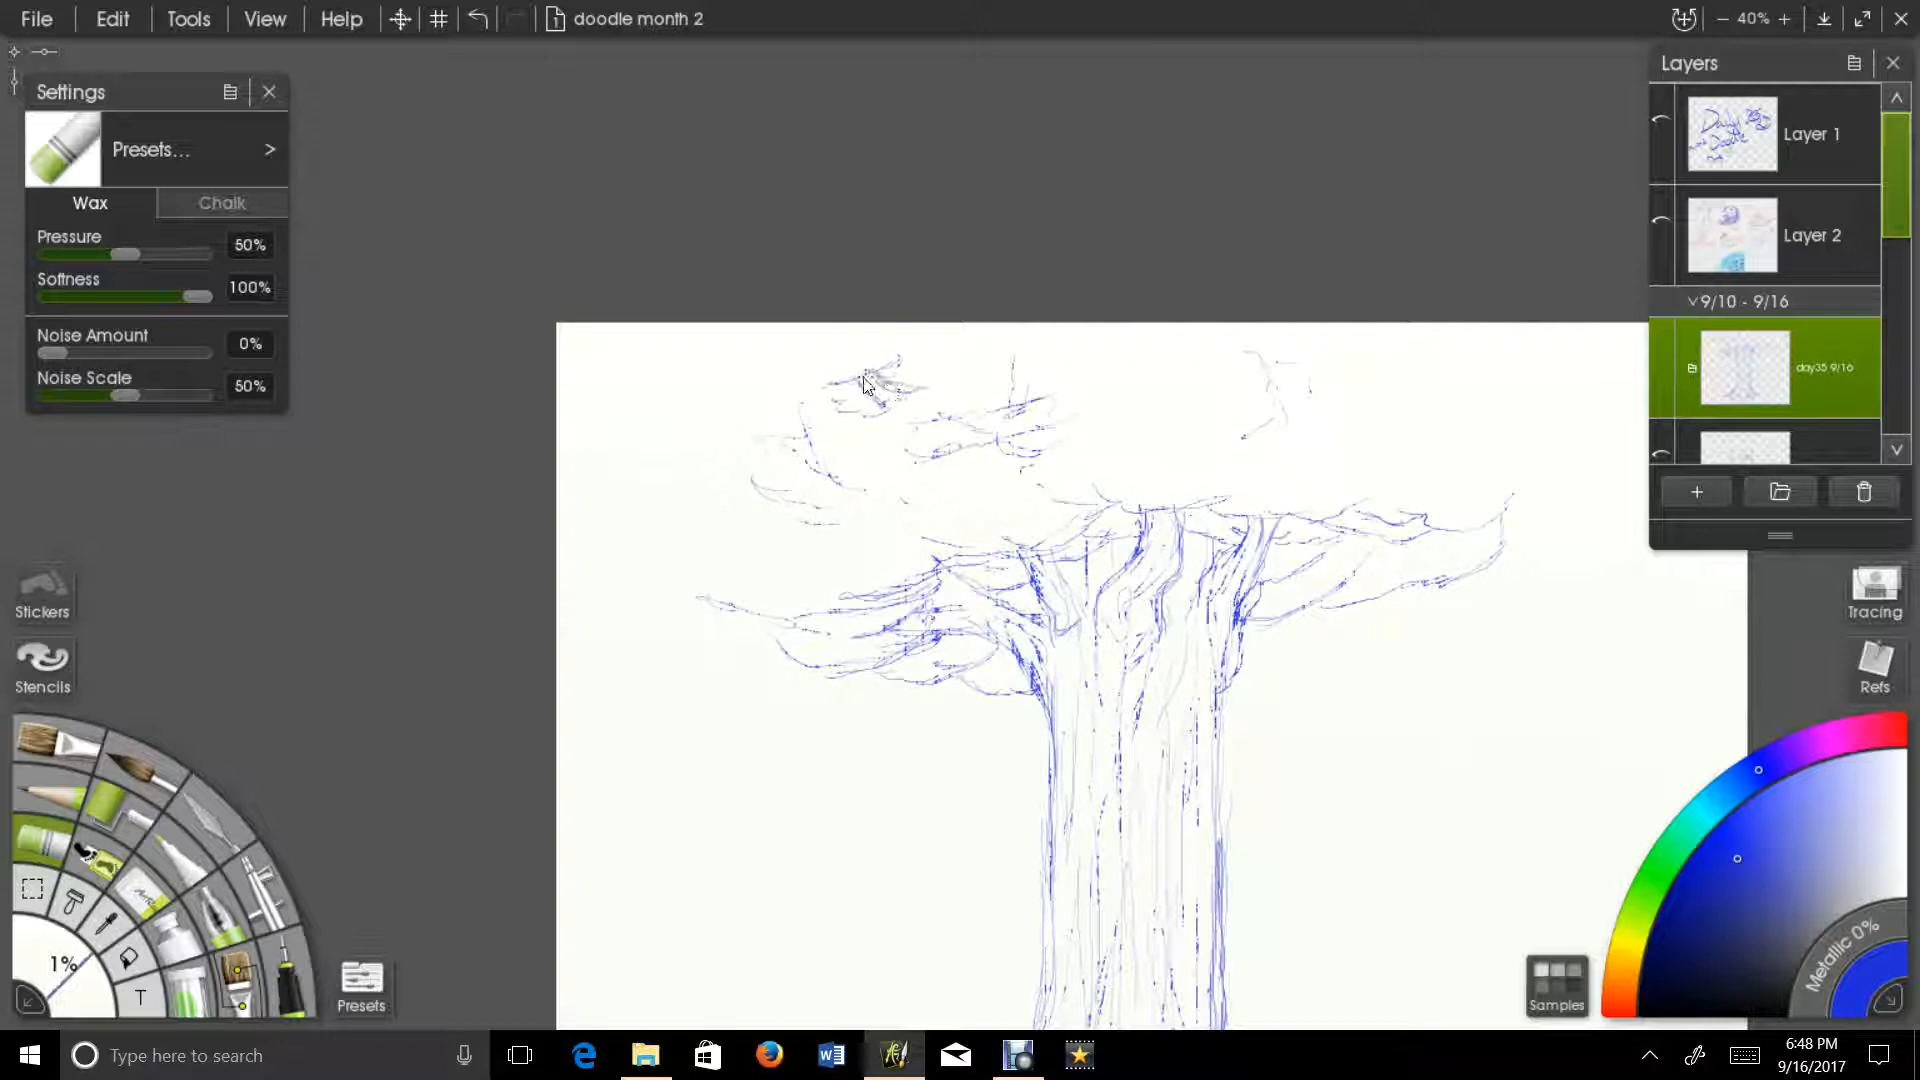 File Edit Tools View Help doodle month 2 40%
Settings
Presets...
Wax Chalk
Pressure 50%
Softness 100%
Noise Amount 0%
Noise Scale 50%
Layers
Layer 1
Layer 2
9/10 - 9/16
day35 9/16
Stickers
Stencils
1%
T
Presets
Tracing
Refs
Metallic 0%
Samples
Type here to search
6:48 PM
9/16/2017